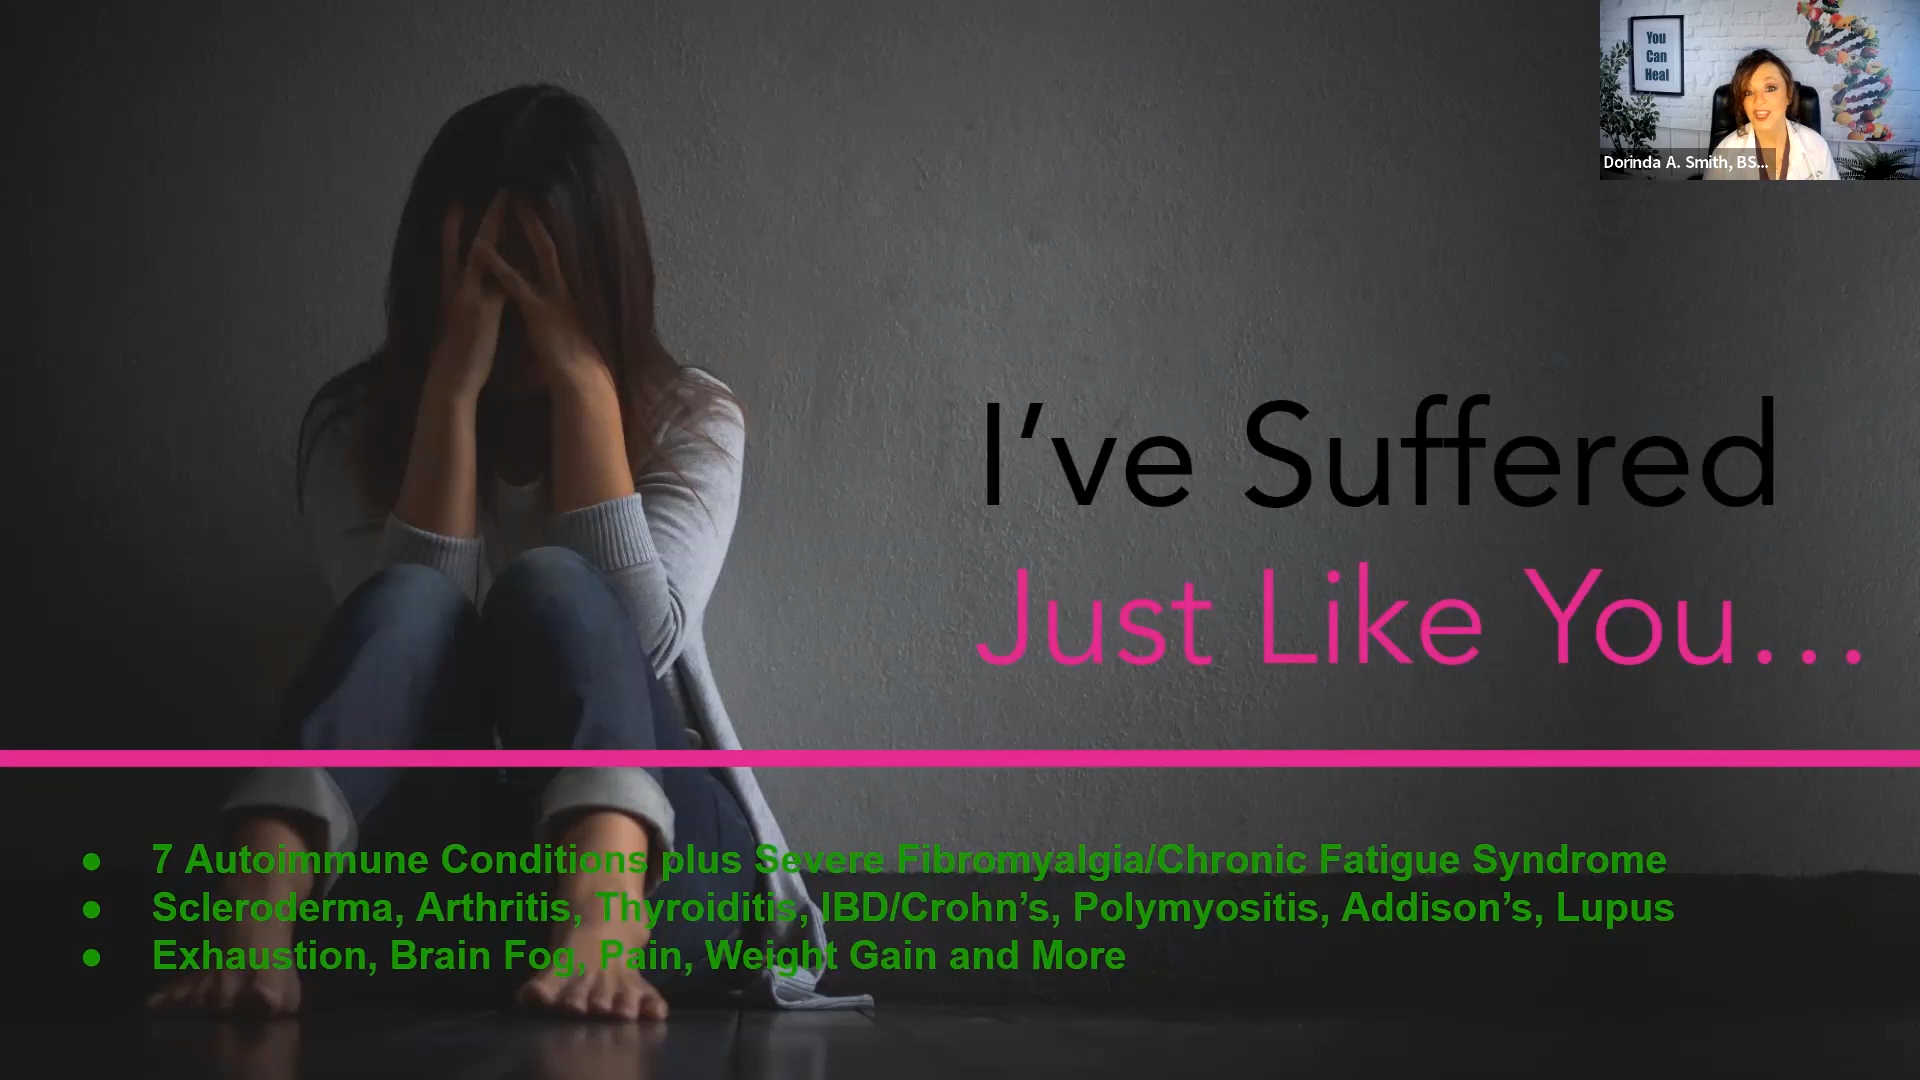 You
Can
Heal
Dorinda A. Smith, BS...
I’ve Suffered
Just Like You...
● 7 Autoimmune Conditions plus Severe Fibromyalgia/Chronic Fatigue Syndrome
● Scleroderma, Arthritis, Thyroiditis, IBD/Crohn’s, Polymyositis, Addison’s, Lupus
● Exhaustion, Brain Fog, Pain, Weight Gain and More